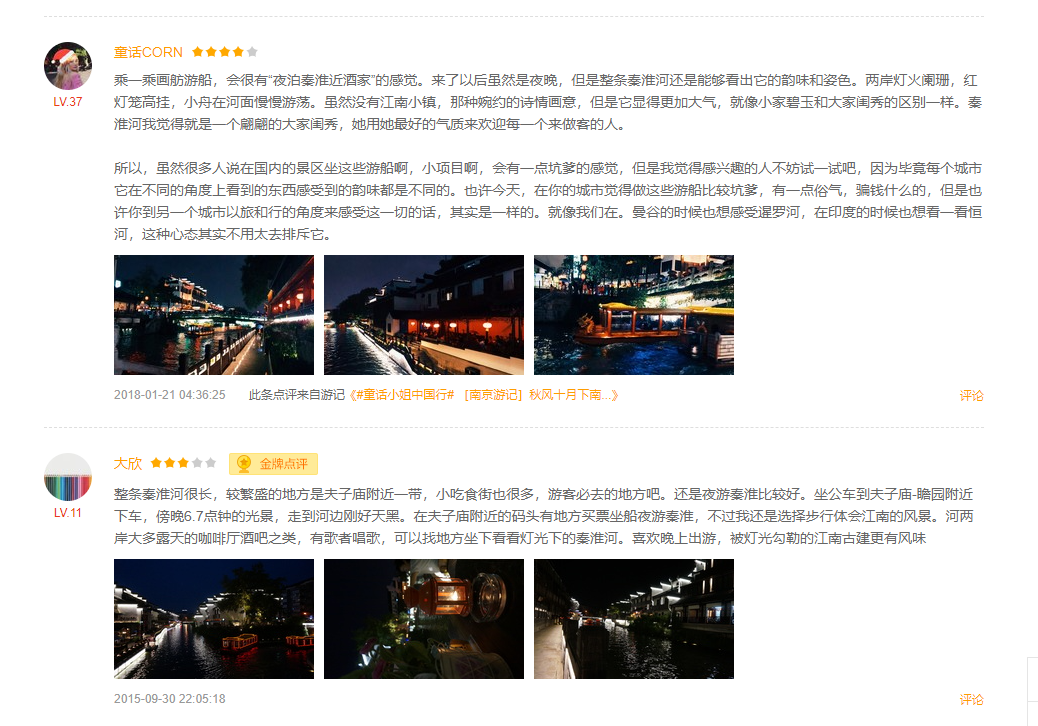 童话CORN
LV.37
乘一乘画舫游船，会很有“夜泊秦淮近酒家”的感觉。来了以后虽然是夜晚，但是整条秦淮河还是能够看出它的韵味和姿色。两岸灯火阑珊，红
灯笼高挂，小舟在河面慢慢游荡。虽然没有江南小镇，那种婉约的诗情画意，但是它显得更加大气，就像小家碧玉和大家闺秀的区别一样。秦
淮河我觉得就是一个翩翩的大家闺秀，她用她最好的气质来欢迎每一个来做客的人。
所以，虽然很多人说在国内的景区坐这些游船啊，小项目啊，会有一点坑爹的感觉，但是我觉得感兴趣的人不妨试一试吧，因为毕竟每个城市
它在不同的角度上看到的东西感受到的韵味都是不同的。也许今天，在你的城市觉得做这些游船比较坑爹，有一点俗气，骗钱什么的，但是也
许你到另一个城市以旅和行的角度来感受这一切的话，其实是一样的。就像我们在。曼谷的时候也想感受暹罗河，在印度的时候也想看一看恒
河，这种心态其实不用太去排斥它。
2018-01-21 04:36:25 此条点评来自游记《#童话小姐中国行# [南京游记] 秋风十月下南...》 评论
大欣 金牌点评
LV.11
整条秦淮河很长，较繁盛的地方是夫子庙附近一带，小吃食街也很多，游客必去的地方吧。还是夜游秦淮比较好。坐公车到夫子庙-瞻园附近
下车，傍晚6.7点钟的光景，走到河边刚好天黑。在夫子庙附近的码头有地方买票坐船夜游秦淮，不过我还是选择步行体会江南的风景。河两
岸大多露天的咖啡厅酒吧之类，有歌者唱歌，可以找地方坐下看看灯光下的秦淮河。喜欢晚上出游，被灯光勾勒的江南古建更有风味
2015-09-30 22:05:18 评论